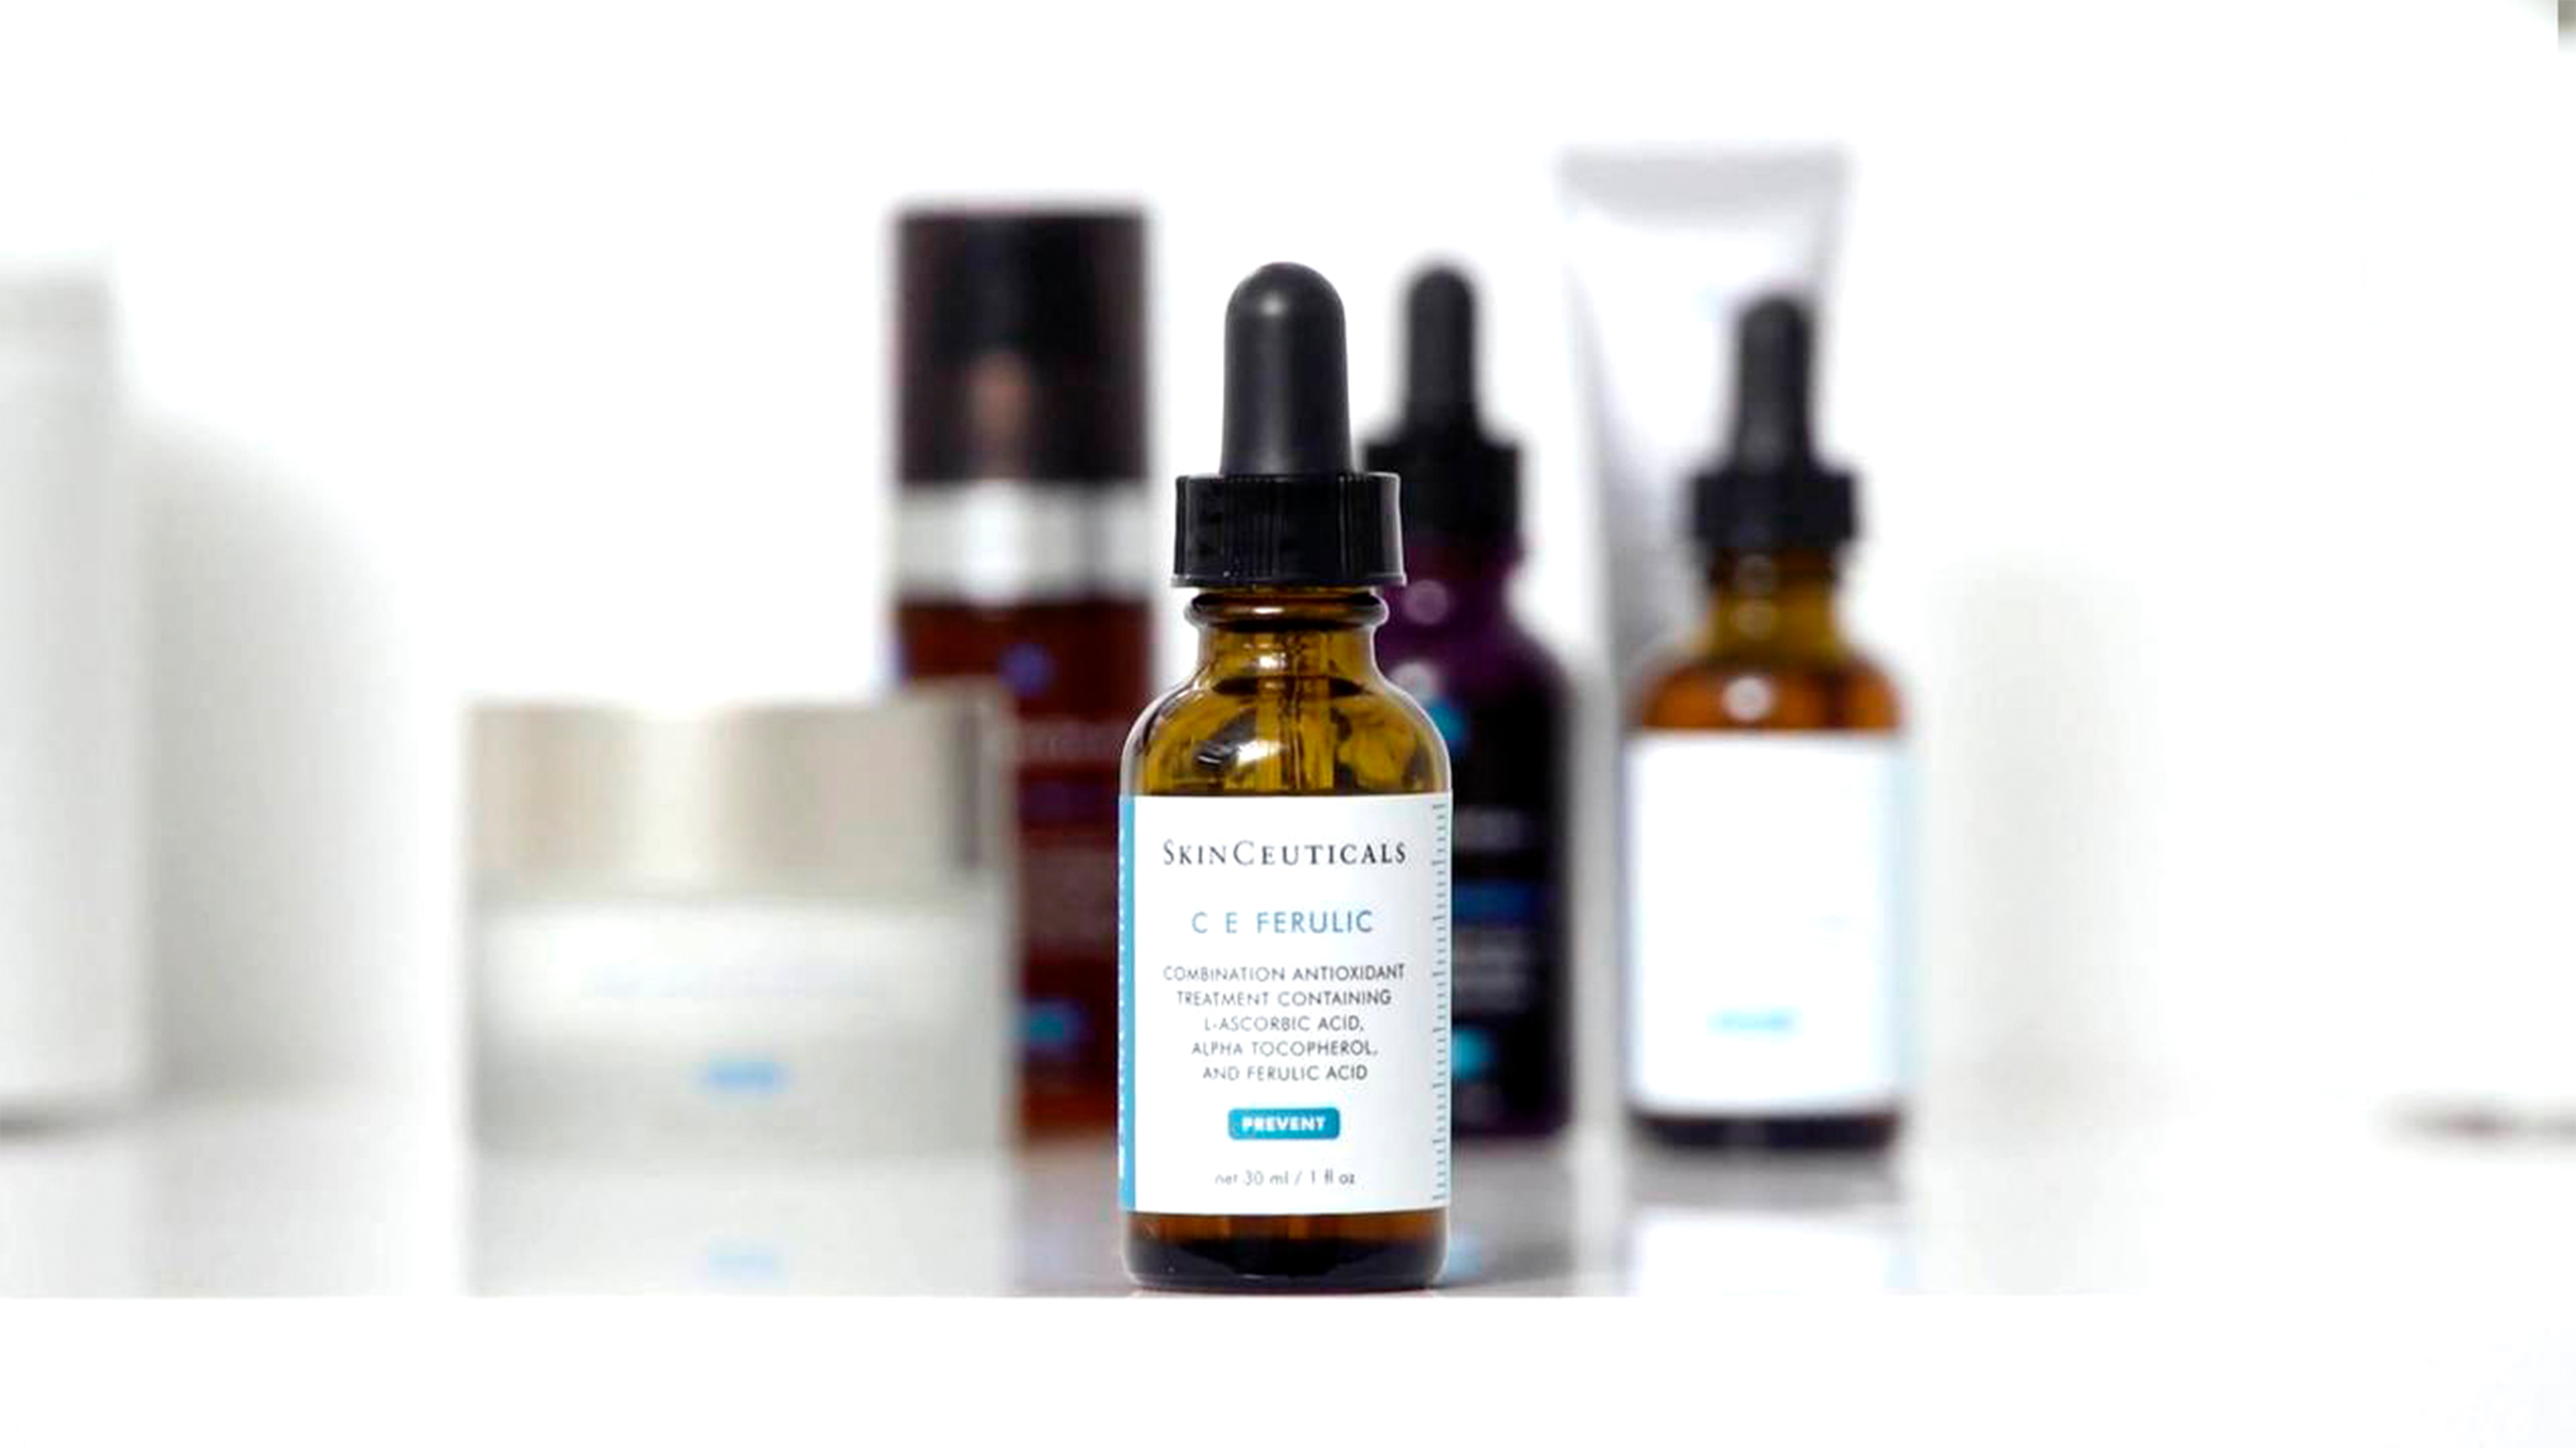 SKINCEUTICALS
C E FERULIC
COMBINATION ANTIOXIDANT
TREATMENT CONTAINING
L-ASCORBIC ACID,
ALPHA TOCOPHEROL,
AND FERULIC ACID
PREVENT
net 30 ml / 1 fl oz